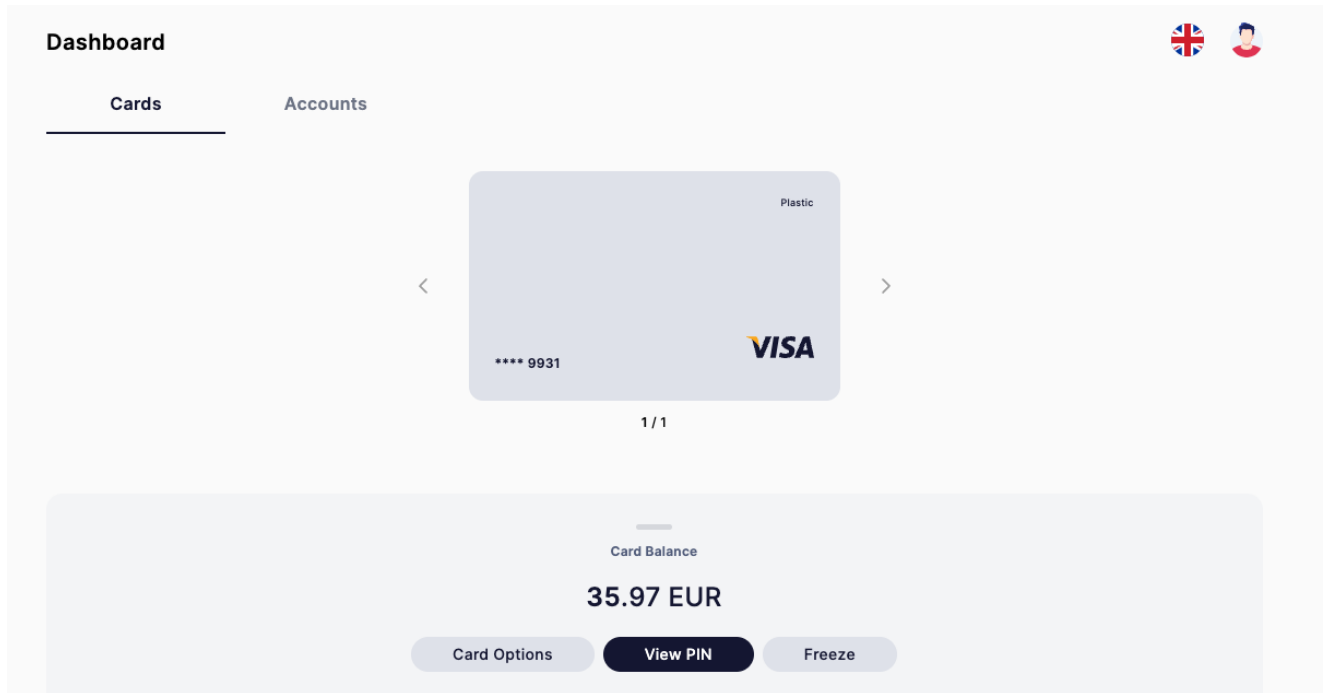 Dashboard
Cards Accounts
Plastic
VISA
**** 9931
1 / 1
Card Balance
35.97 EUR
Card Options View PIN Freeze